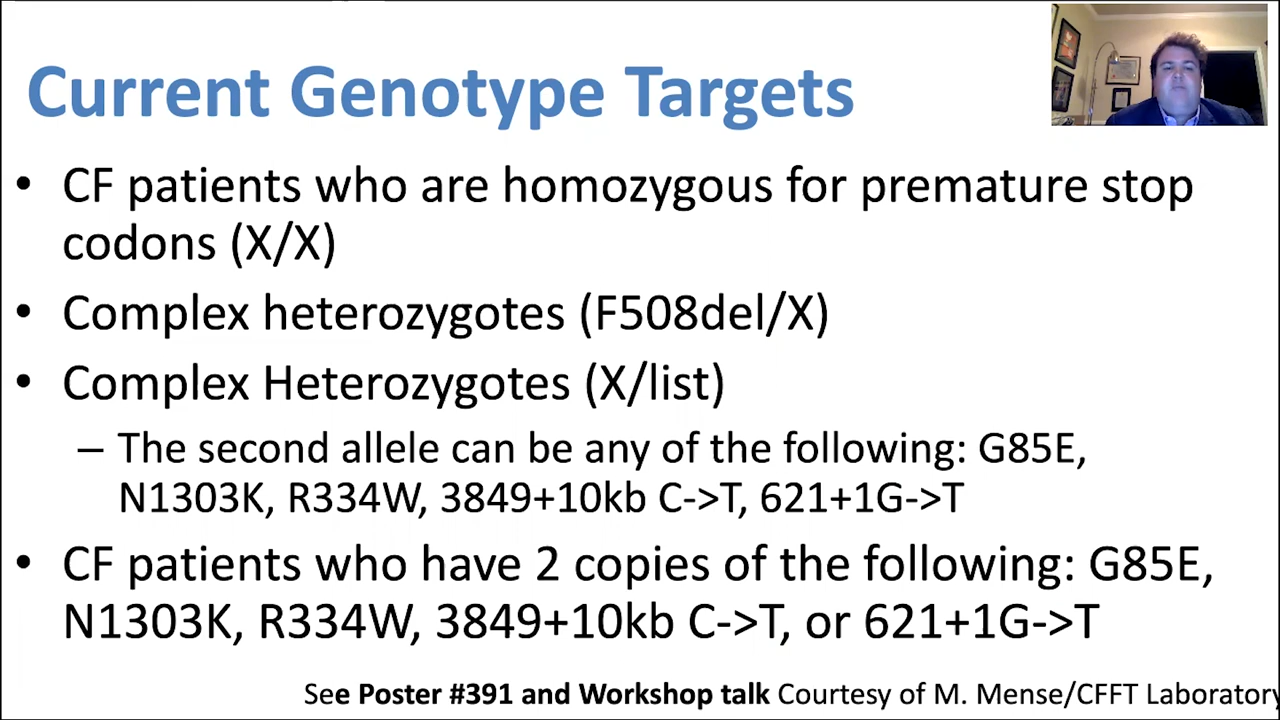 Current Genotype Targets
• CF patients who are homozygous for premature stop
codons (X/X)
• Complex heterozygotes (F508del/X)
• Complex Heterozygotes (X/list)
– The second allele can be any of the following: G85E,
N1303K, R334W, 3849+10kb C->T, 621+1G->T
• CF patients who have 2 copies of the following: G85E,
N1303K, R334W, 3849+10kb C->T, or 621+1G->T
See Poster #391 and Workshop talk Courtesy of M. Mense/CFFT Laboratory